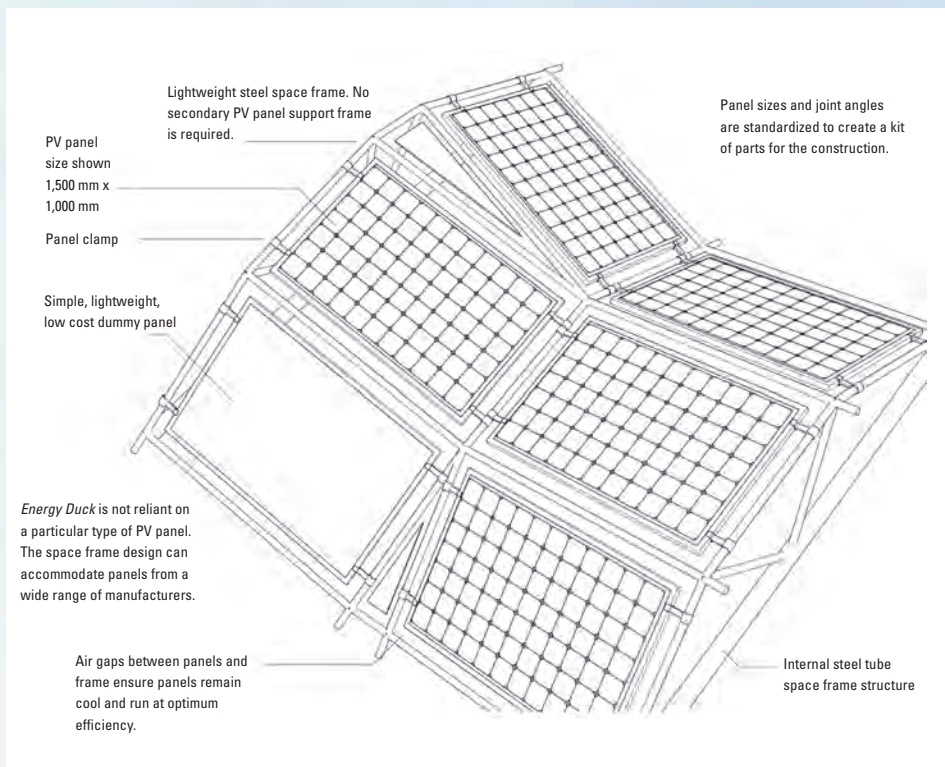 Lightweight steel space frame. No
secondary PV panel support frame
is required.
Panel sizes and joint angles
are standardized to create a kit
of parts for the construction.
PV panel
size shown
1,500 mm x
1,000 mm
Panel clamp
Simple, lightweight,
low cost dummy panel
Energy Duck is not reliant on
a particular type of PV panel.
The space frame design can
accommodate panels from a
wide range of manufacturers.
Air gaps between panels and
frame ensure panels remain
cool and run at optimum
efficiency.
Internal steel tube
space frame structure